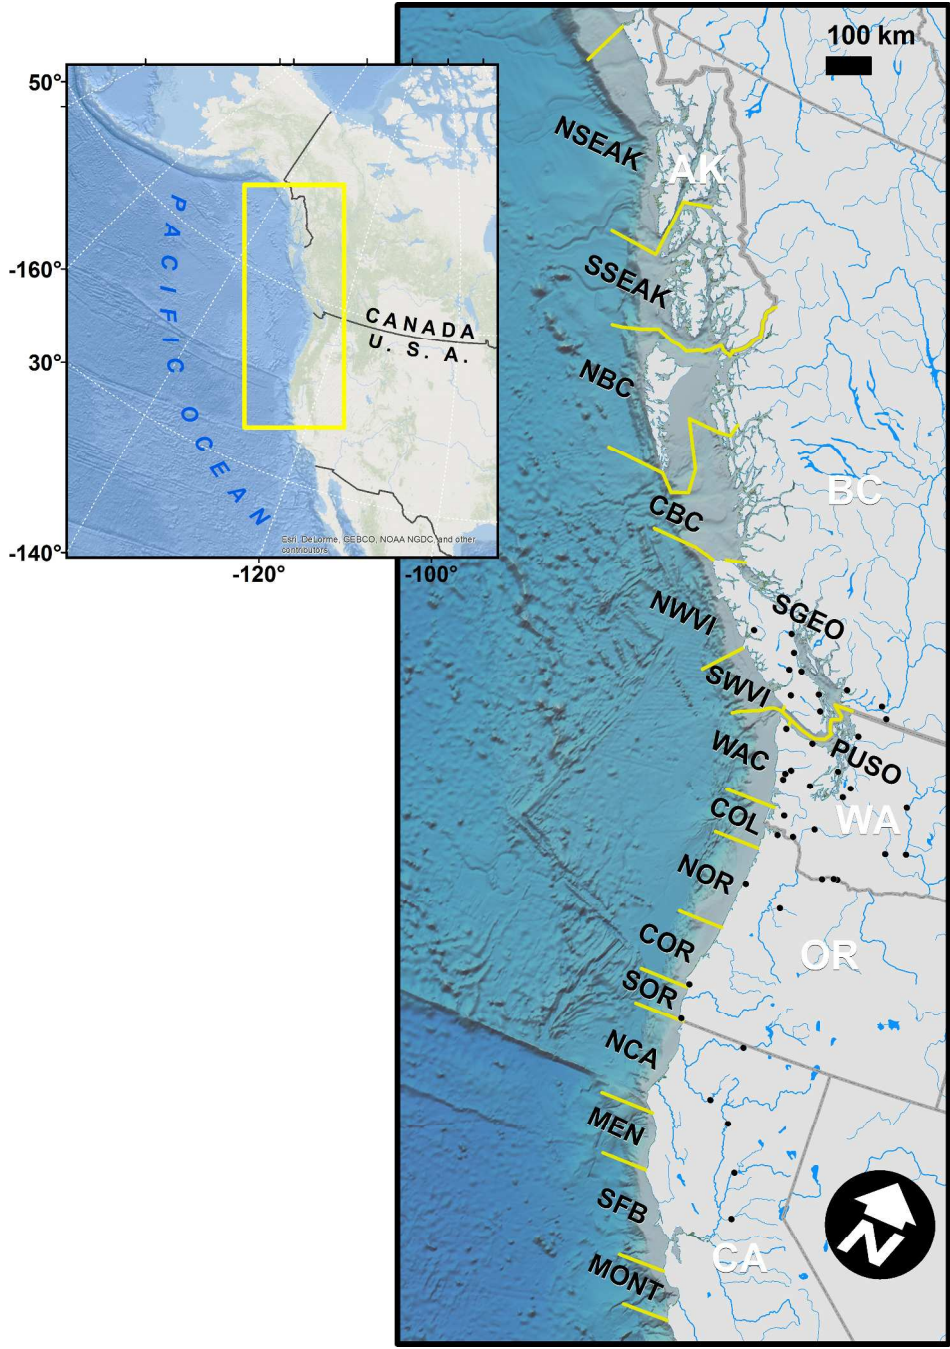 100 km
50°
-160°
30°
-140°
-120°
-100°
PACIFIC OCEAN
CANADA
U. S. A.
Esri, DeLorme, GEBCO, NOAA NGDC, and other
contributors
NSEAK
AK
SSEAK
NBC
BC
CBC
NWVI
SGEO
SWVI
WAC
PUSO
COL
WA
NOR
COR
OR
SOR
NCA
MEN
SFB
N
CA
MONT